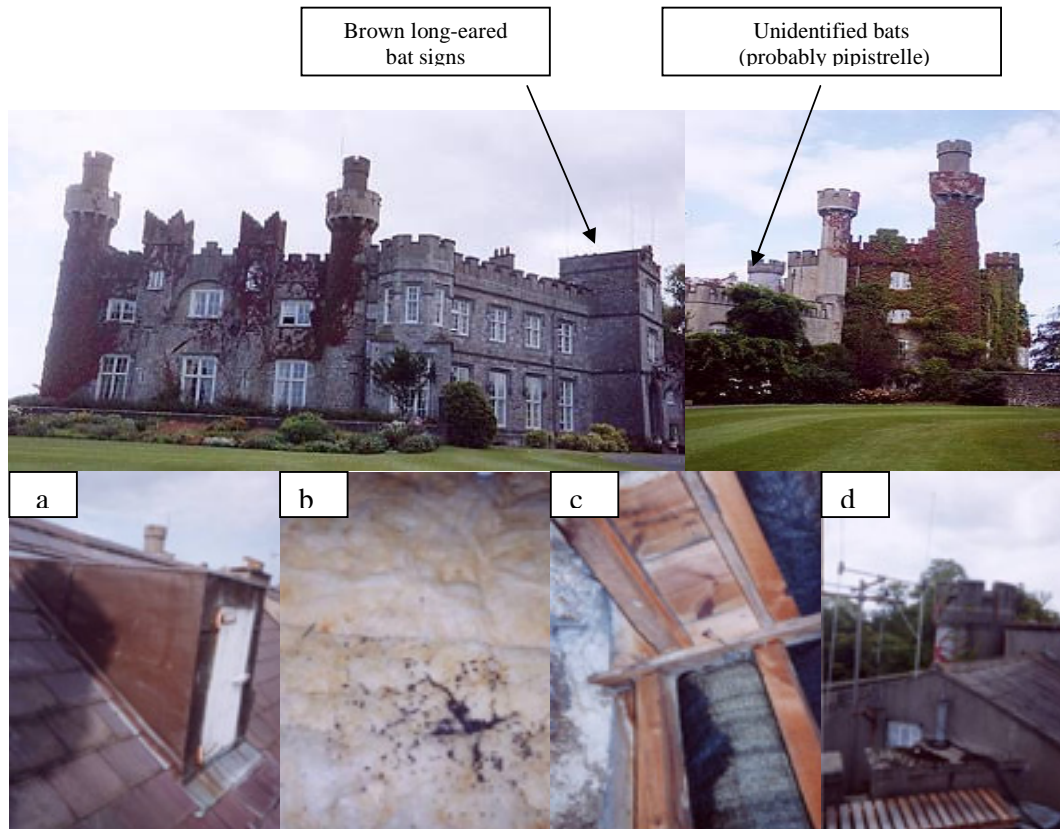 Brown long-eared
bat signs
Unidentified bats
(probably pipistrelle)
a
b
c
d